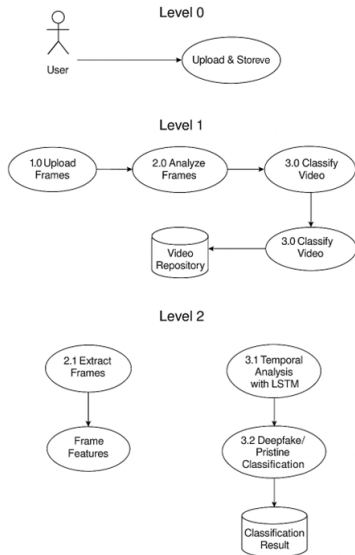 Level 0
User
Upload & Storeve
Level 1
1.0 Upload
Frames
2.0 Analyze
Frames
3.0 Classify
Video
3.0 Classify
Video
Video
Repository
Level 2
2.1 Extract
Frames
Frame
Features
3.1 Temporal
Analysis
with LSTM
3.2 Deepfake/
Pristine
Classification
Classification
Result